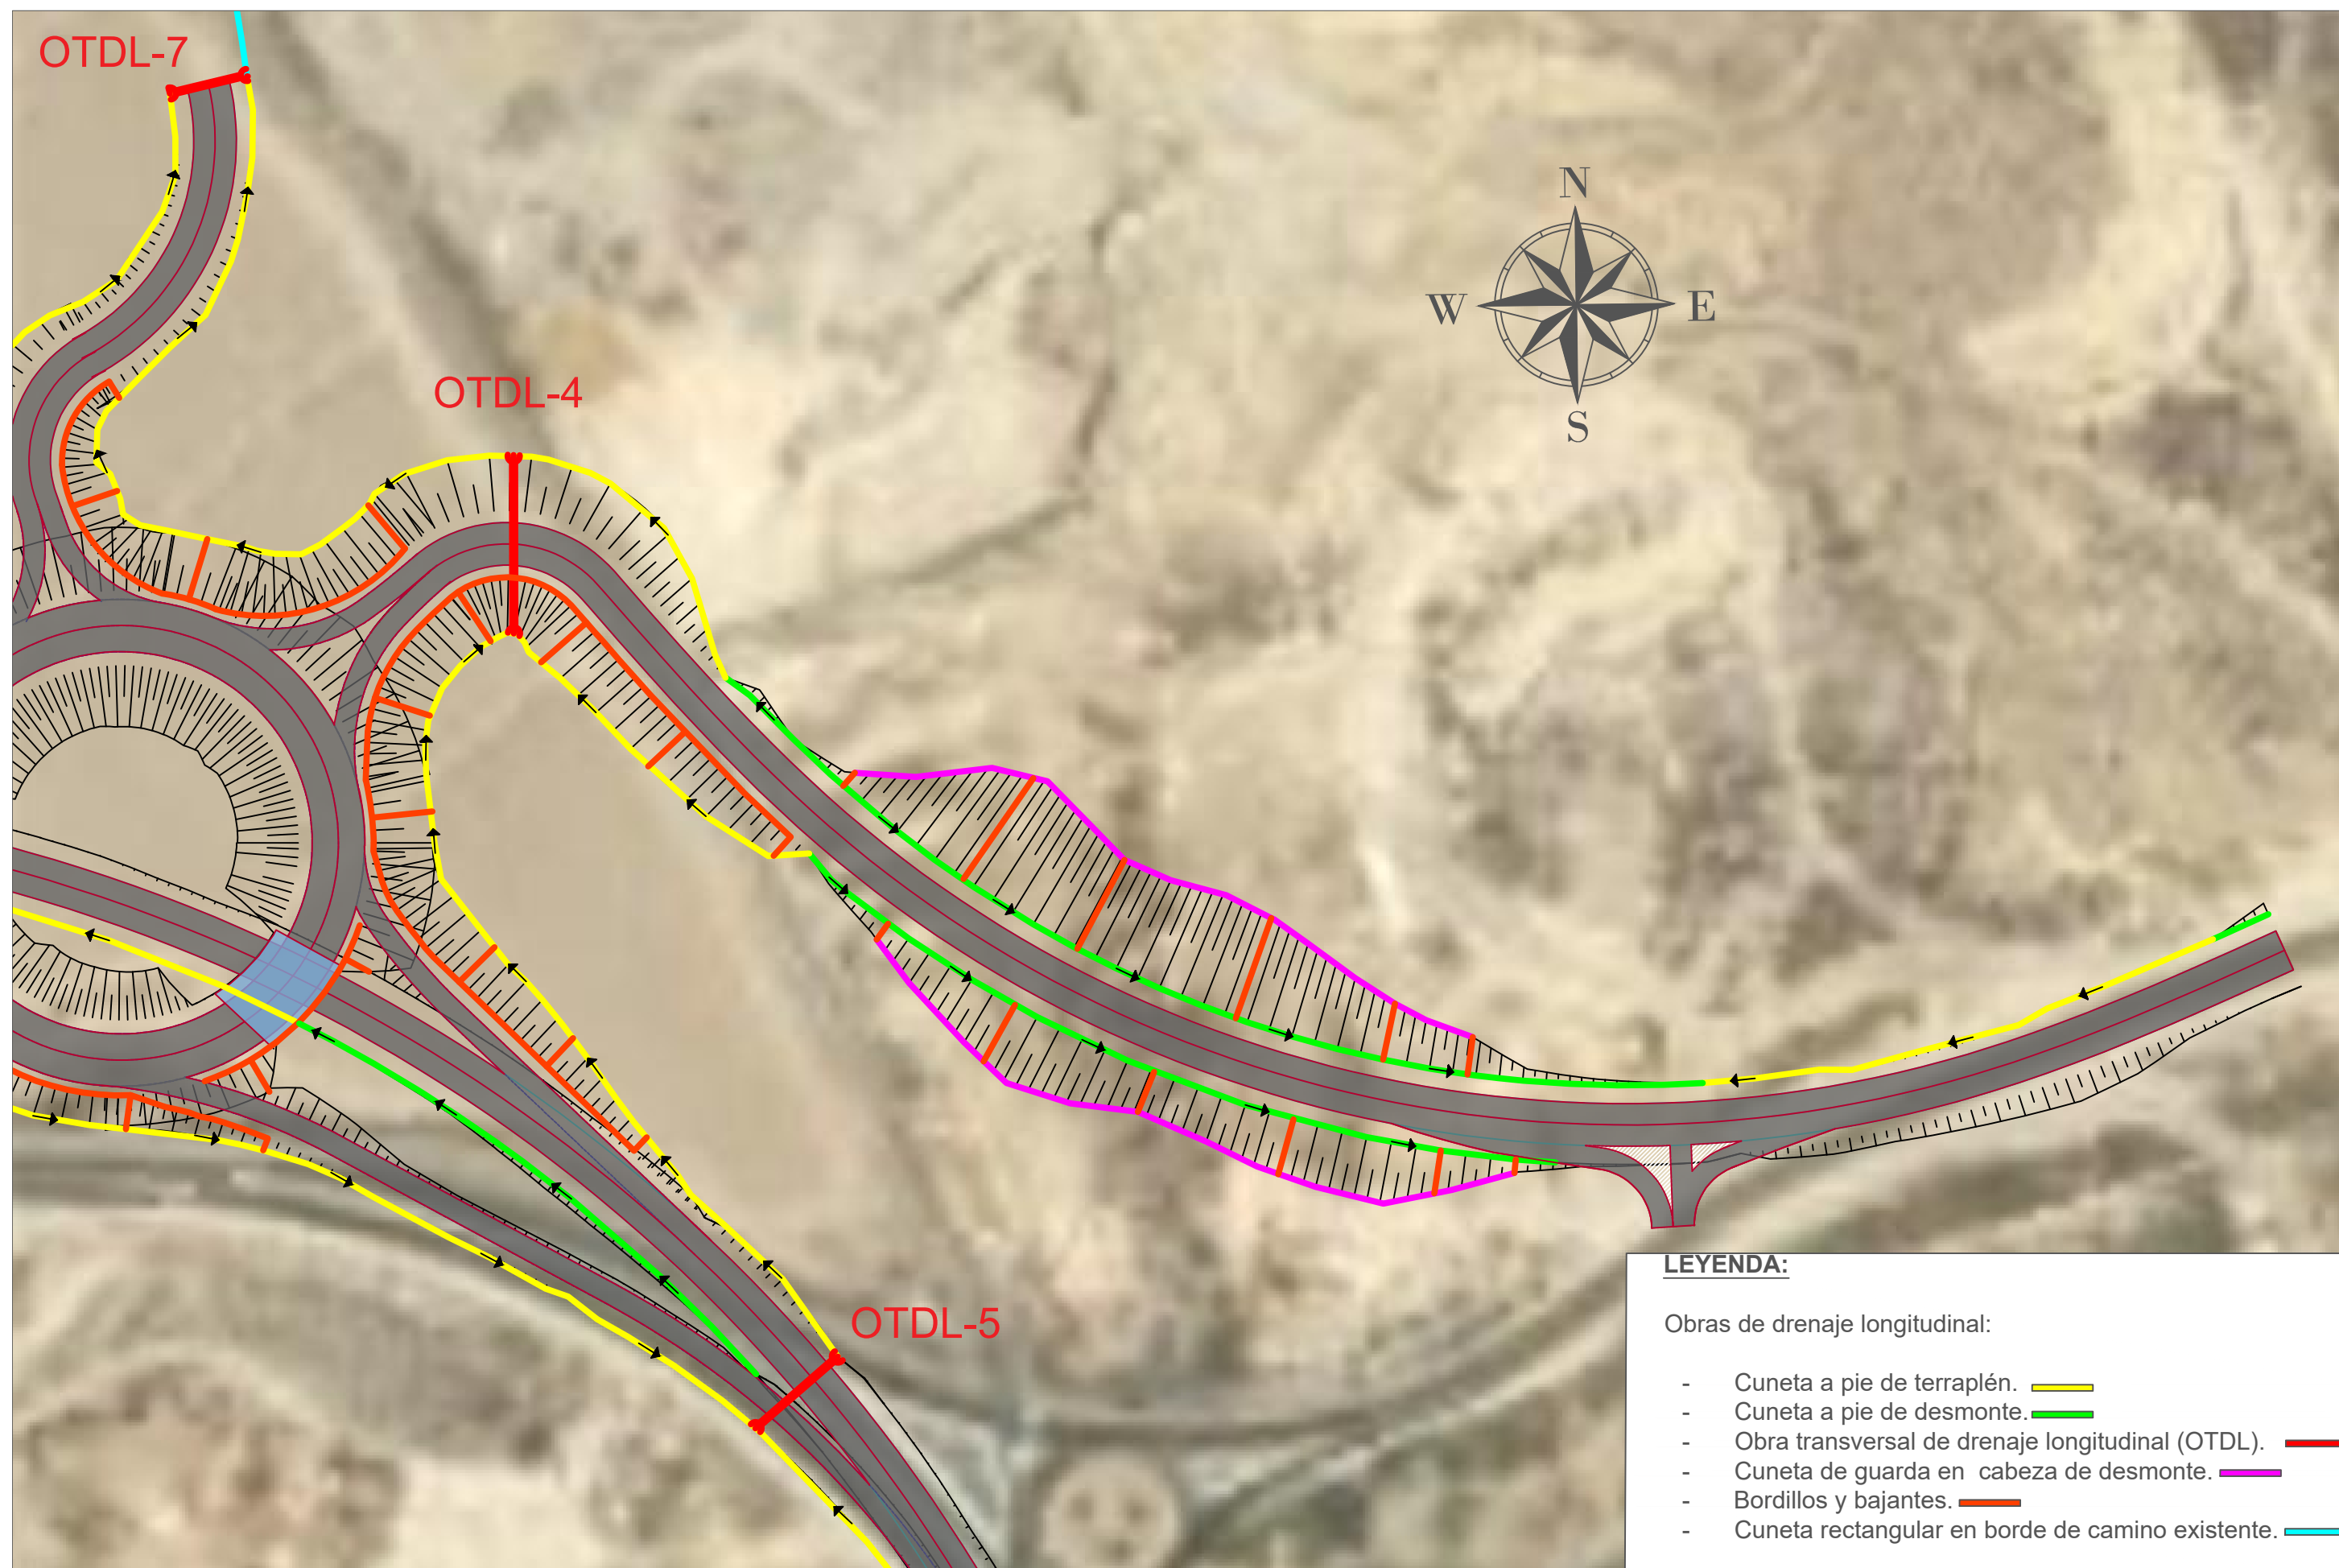 OTDL-7
N
W
E
OTDL-4
S
OTDL-5
LEYENDA:
Obras de drenaje longitudinal:
- Cuneta a pie de terraplén.
- Cuneta a pie de desmonte.
- Obra transversal de drenaje longitudinal (OTDL).
- Cuneta de guarda en cabeza de desmonte.
- Bordillos y bajantes.
- Cuneta rectangular en borde de camino existente.